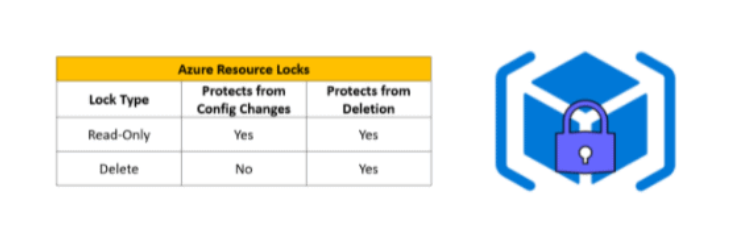 Azure Resource Locks
Lock Type
Protects from
Config Changes
Protects from
Deletion
Read-Only
Yes
Yes
Delete
No
Yes